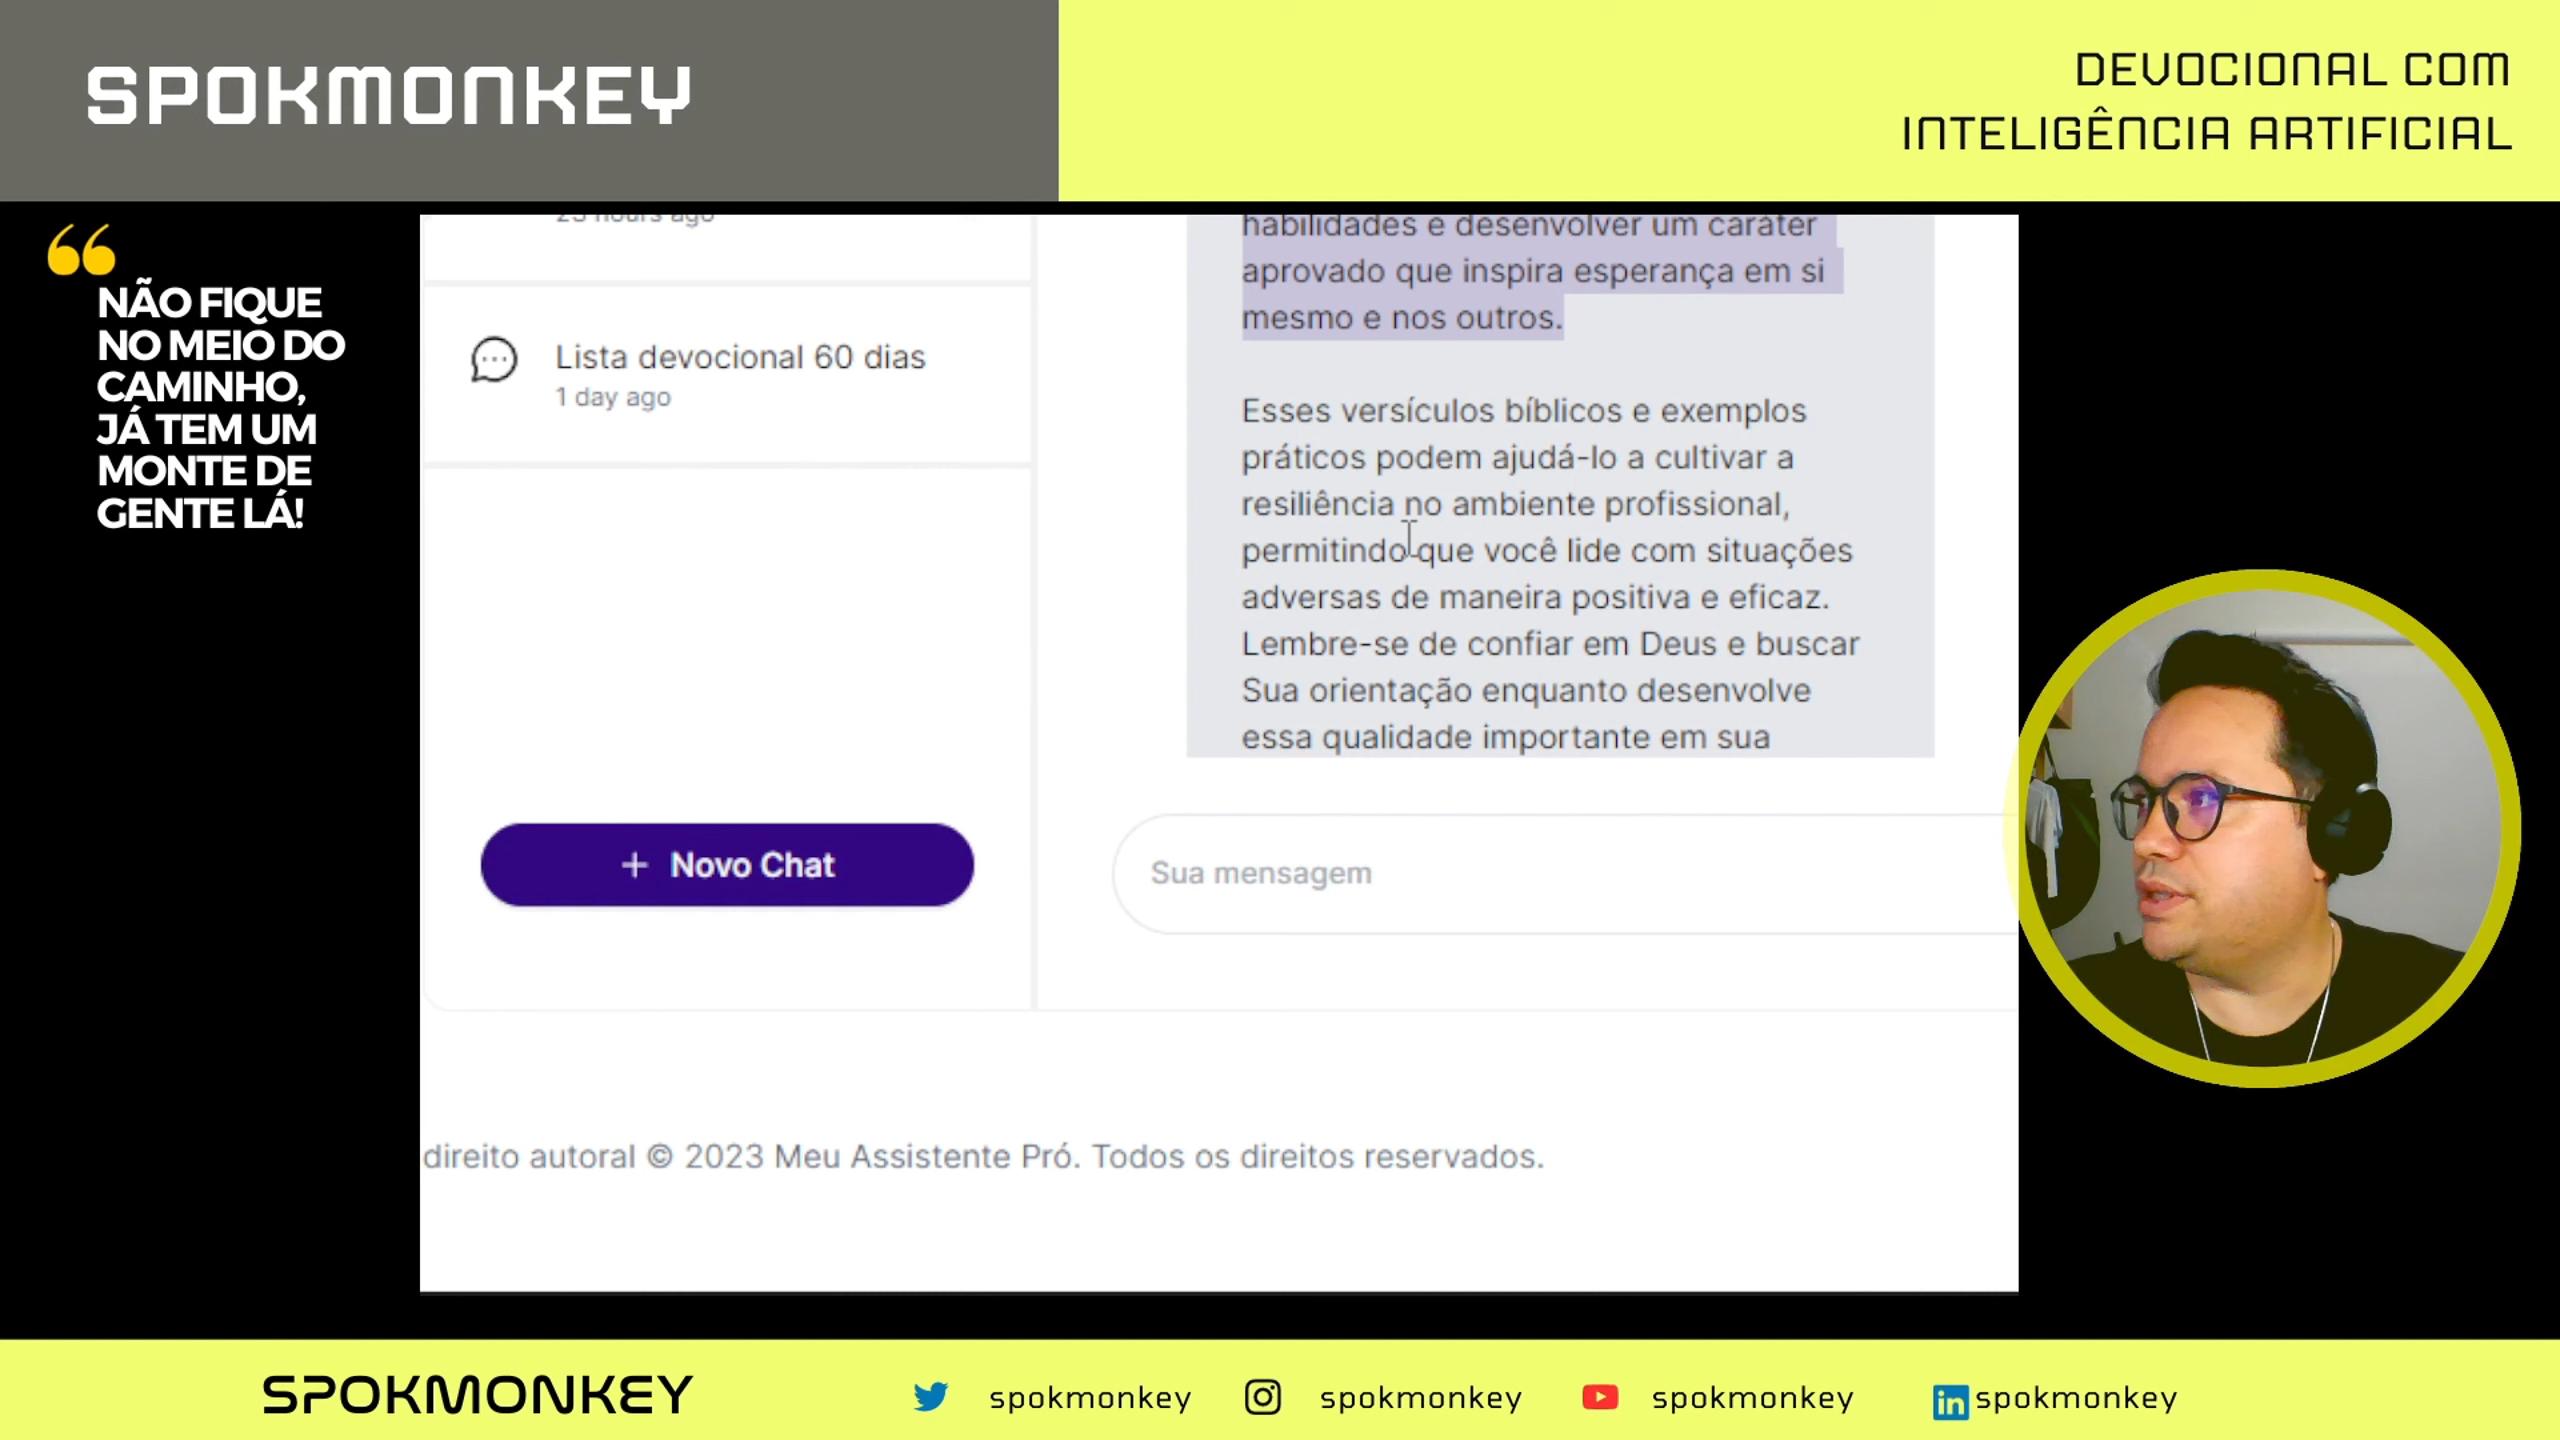 SPOKMONKEY
DEVOCIONAL COM
INTELIGÊNCIA ARTIFICIAL
“
NÃO FIQUE
NO MEIO DO
CAMINHO,
JÁ TEM UM
MONTE DE
GENTE LÁ!
23 hours ago
Lista devocional 60 dias
1 day ago
+ Novo Chat
habilidades e desenvolver um caráter
aprovado que inspira esperança em si
mesmo e nos outros.
Esses versículos bíblicos e exemplos
práticos podem ajudá-lo a cultivar a
resiliência no ambiente profissional,
permitindo que você lide com situações
adversas de maneira positiva e eficaz.
Lembre-se de confiar em Deus e buscar
Sua orientação enquanto desenvolve
essa qualidade importante em sua
Sua mensagem
direito autoral © 2023 Meu Assistente Pró. Todos os direitos reservados.
SPOKMONKEY
spokmonkey
spokmonkey
spokmonkey
in spokmonkey